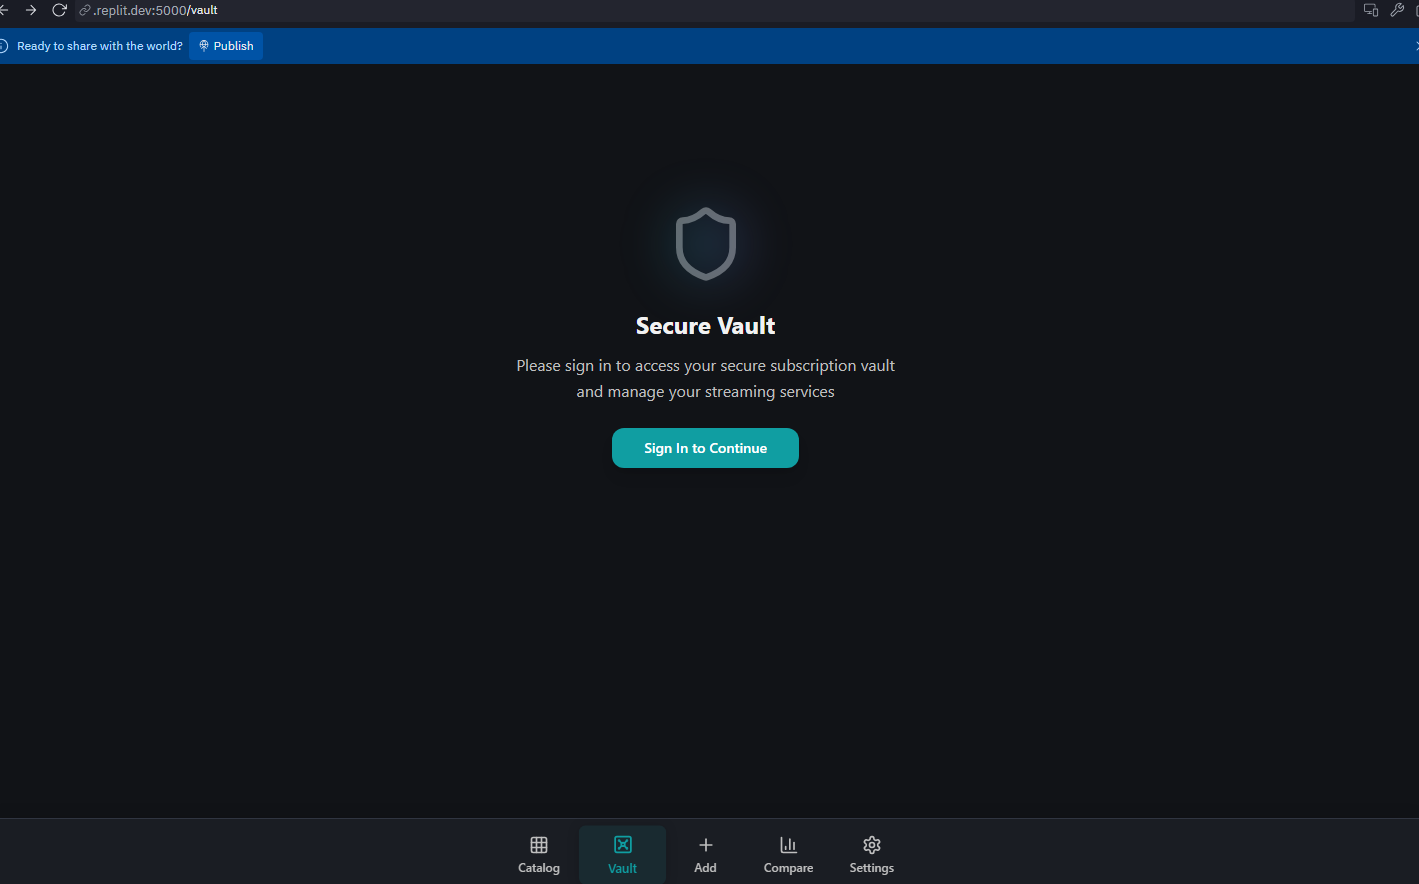 .replit.dev:5000/vault
Ready to share with the world? Publish
Secure Vault
Please sign in to access your secure subscription vault
and manage your streaming services
Sign In to Continue
Catalog Vault Add Compare Settings